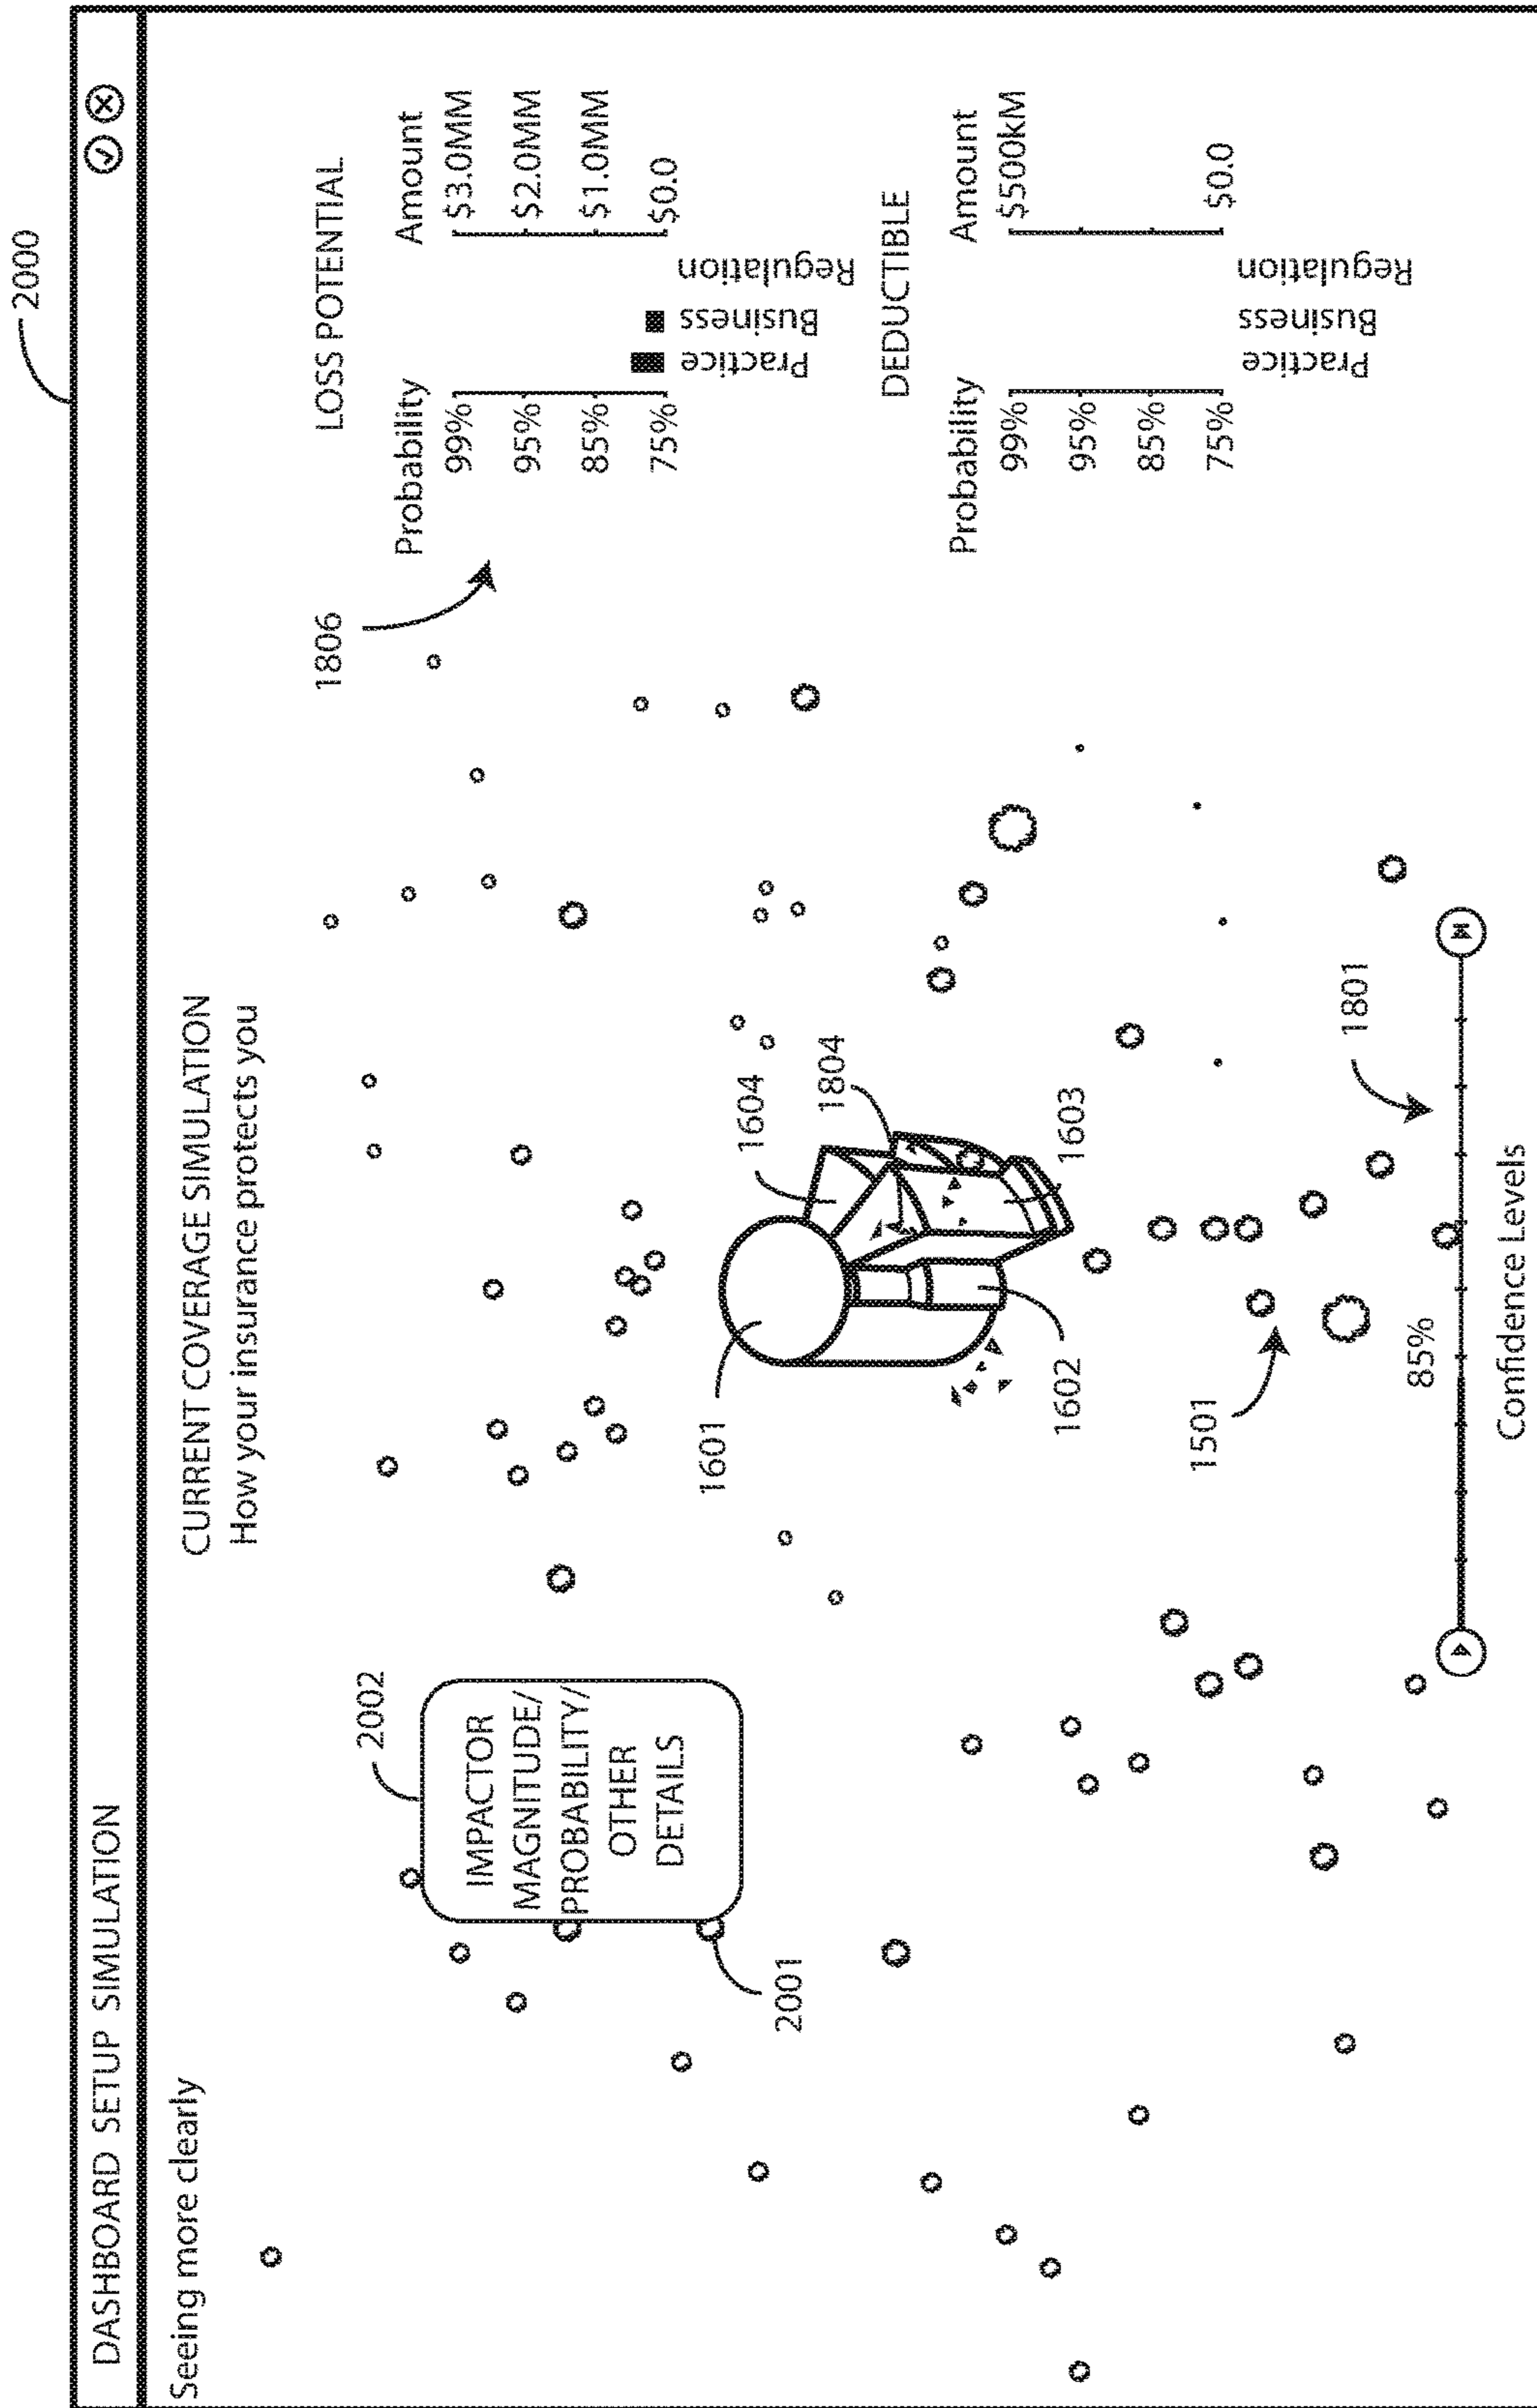 2000
DASHBOARD SETUP SIMULATION
Seeing more clearly
CURRENT COVERAGE SIMULATION
How your insurance protects you
LOSS POTENTIAL
1806
Probability
Amount
99%
$3.0MM
95%
$2.0MM
85%
$1.0MM
75%
$0.0
Practice
Business
Regulation
DEDUCTIBLE
Probability
Amount
99%
$500kM
95%
85%
75%
$0.0
Practice
Business
Regulation
2002
IMPACTOR
MAGNITUDE/
PROBABILITY/
OTHER
DETAILS
2001
1601
1604
1804
1602
1603
1501
1801
85%
Confidence Levels